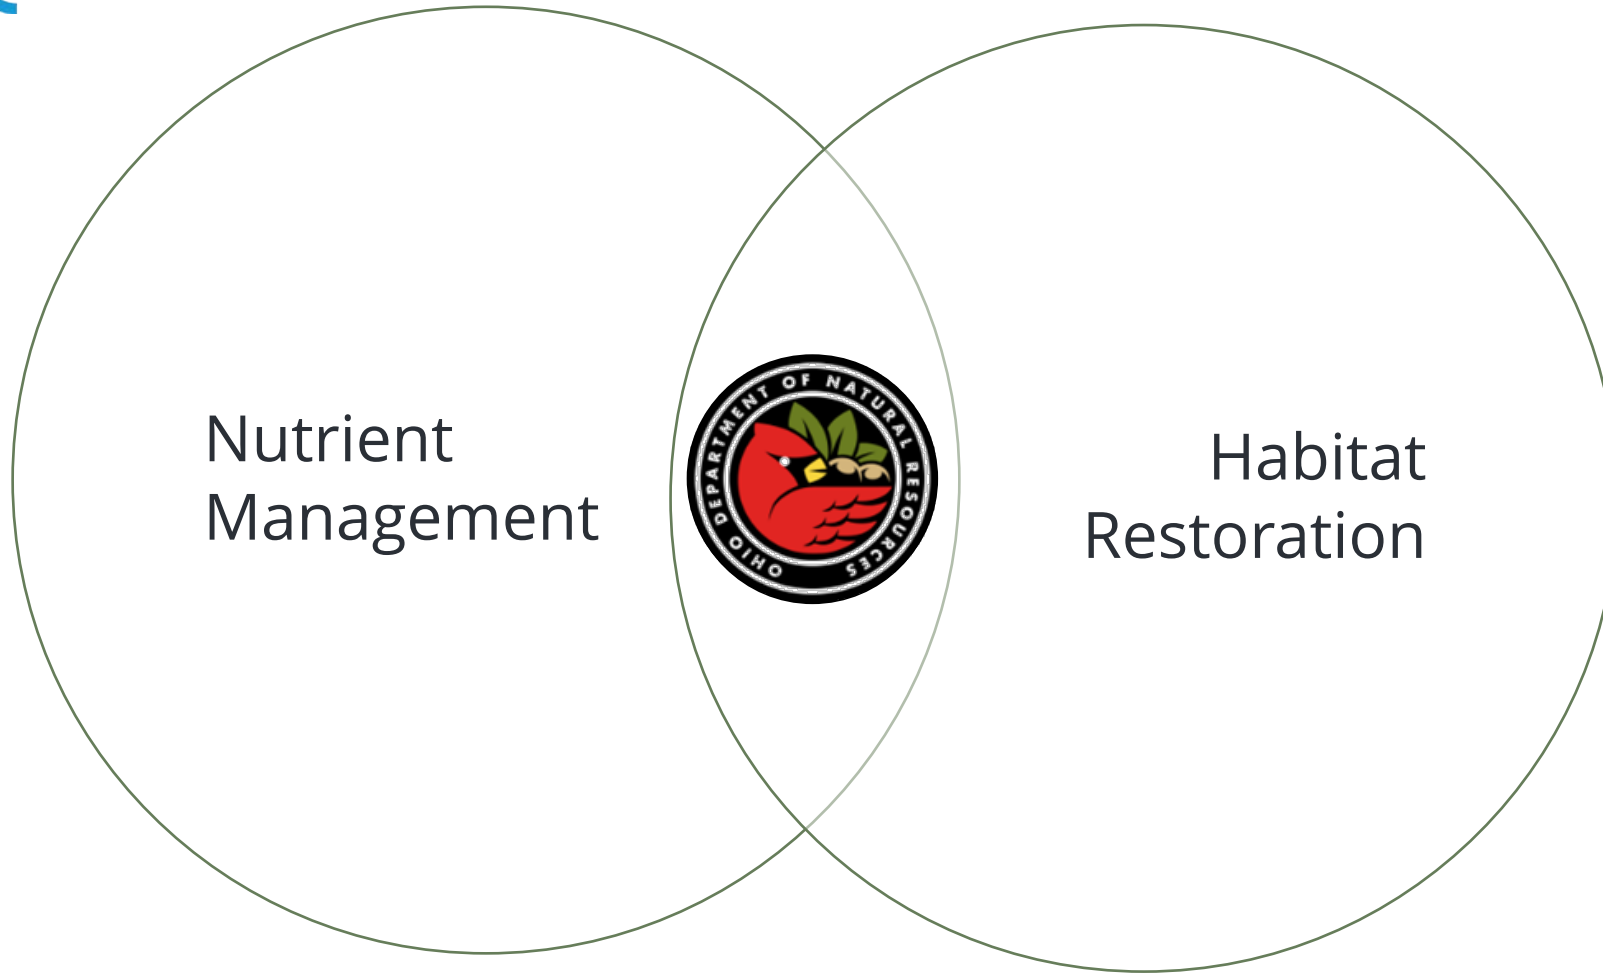 Nutrient
Management
OHIO DEPARTMENT OF NATURAL RESOURCES
Habitat
Restoration